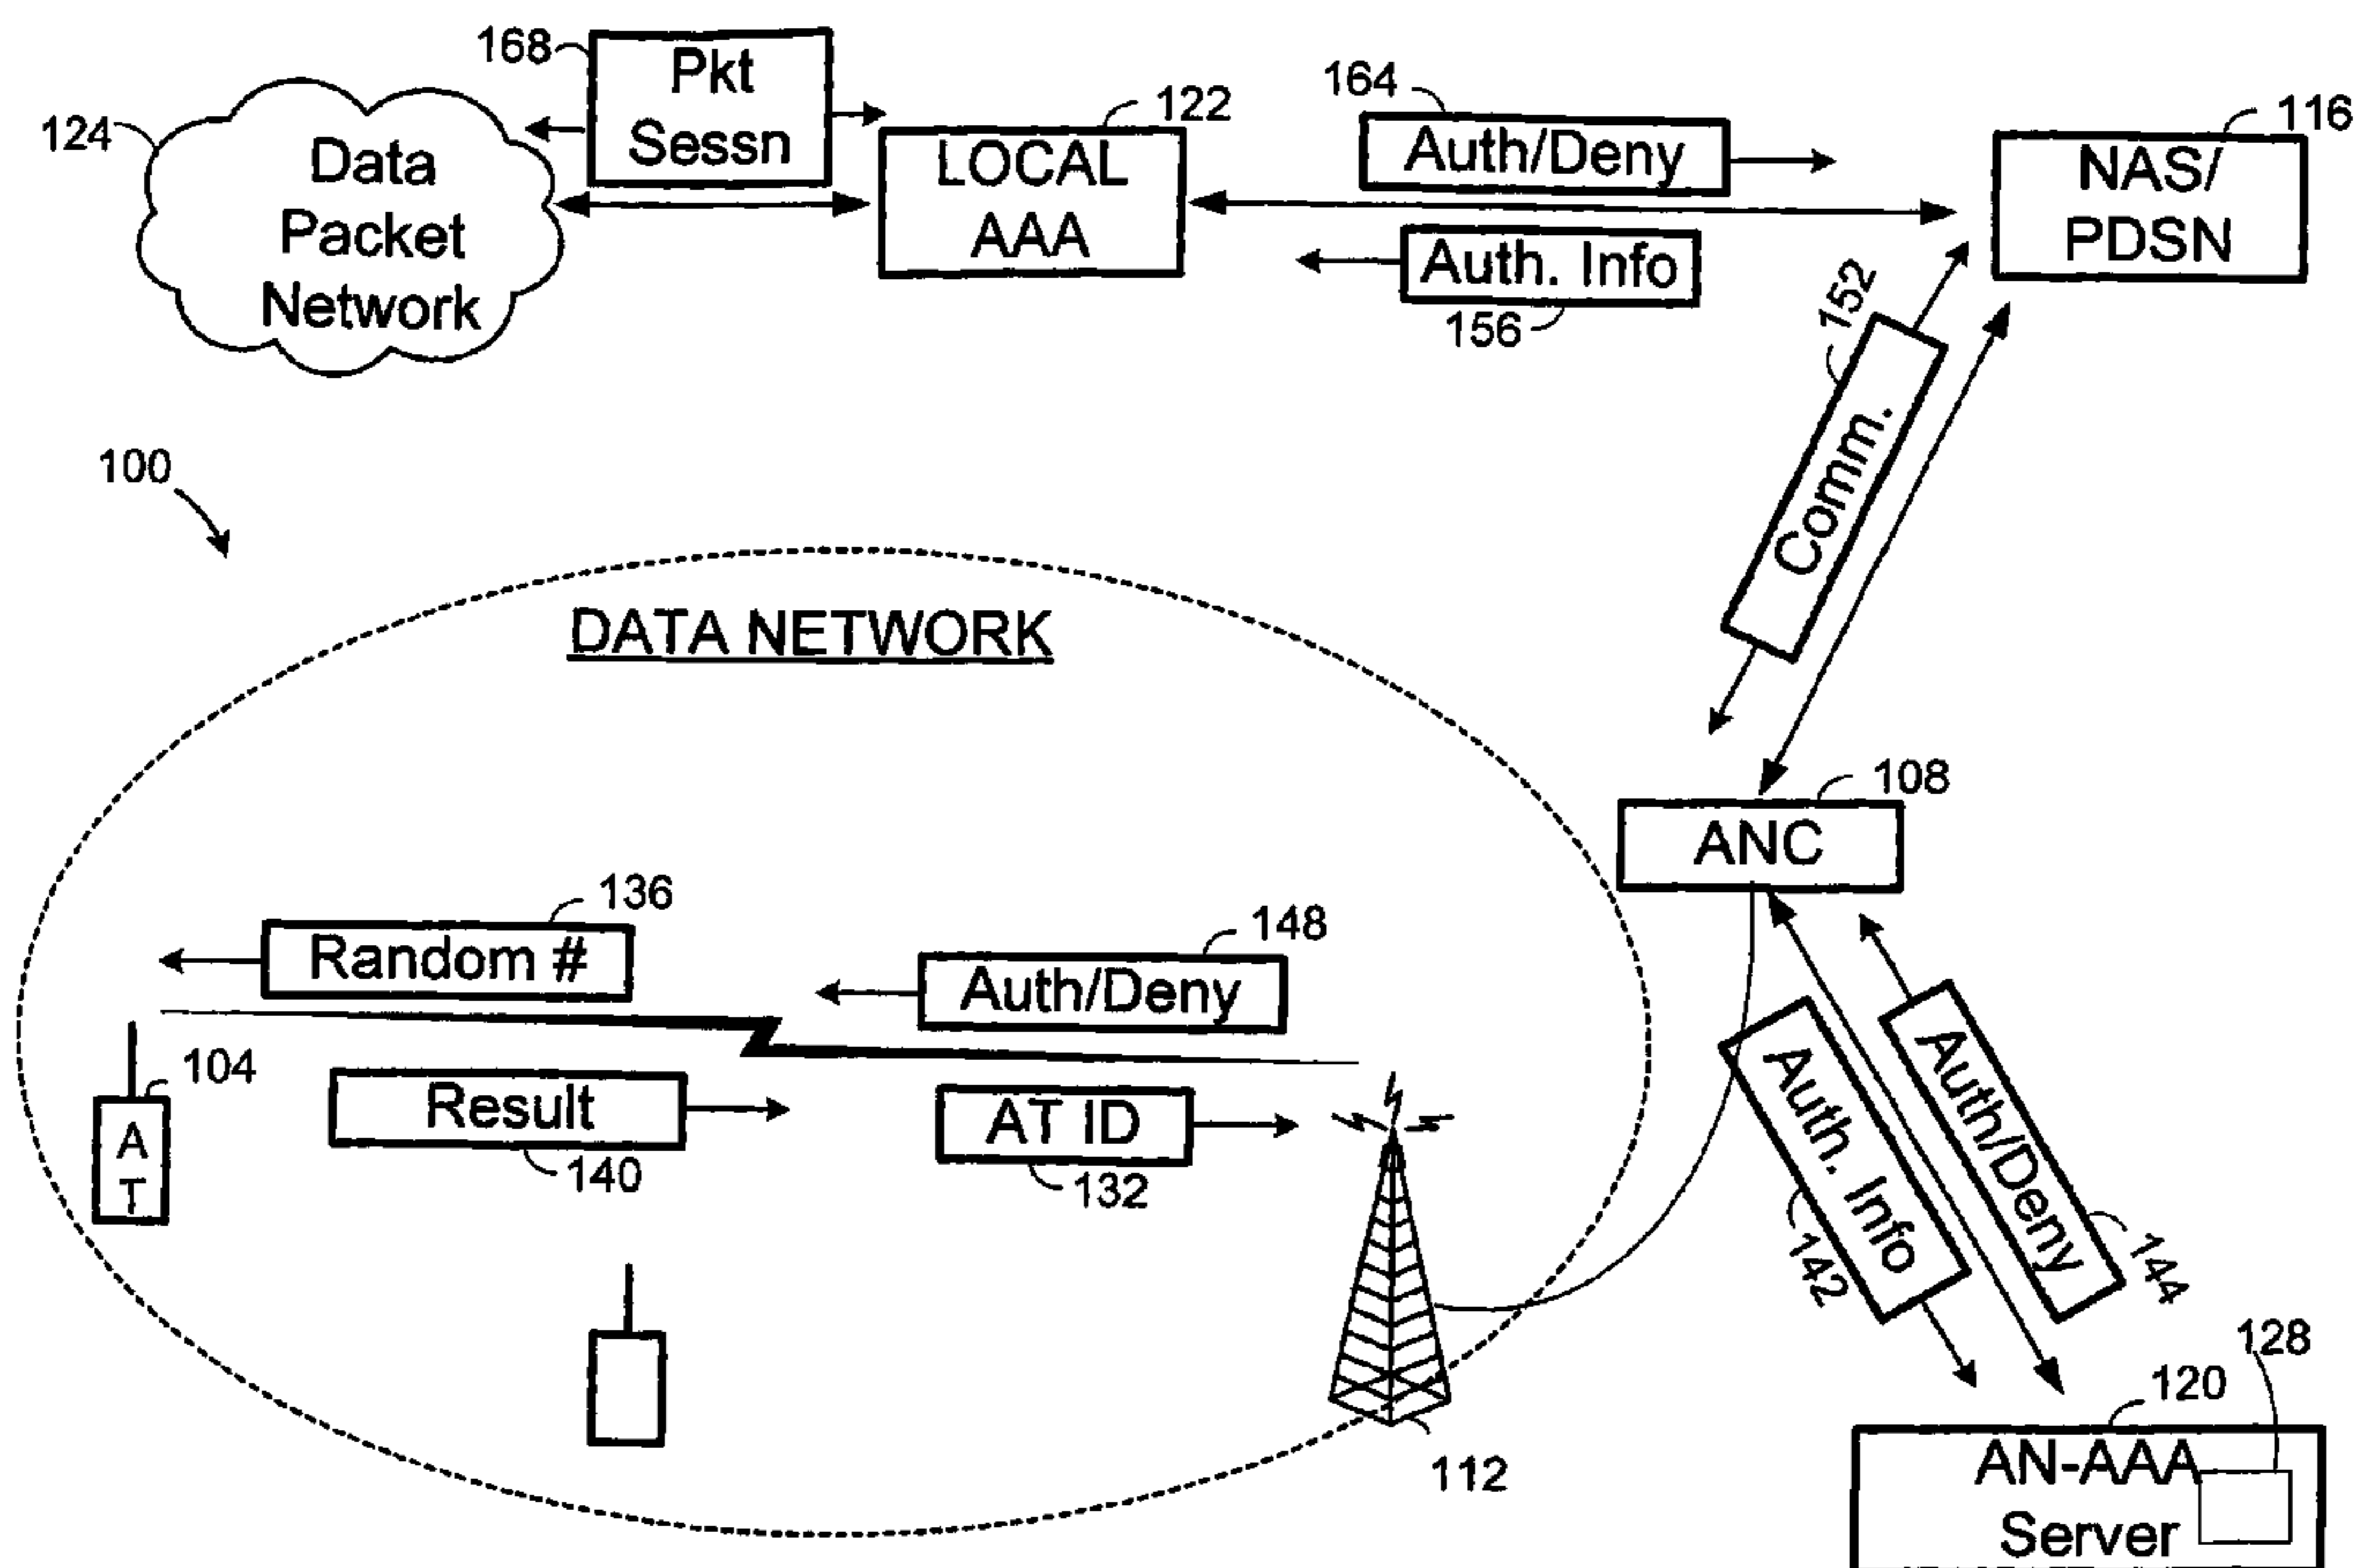 168
Pkt
Sessn
124
Data
Packet
Network
122
LOCAL
AAA
164
Auth/Deny
Auth. Info
156
116
NAS/
PDSN
152
Comm.
100
DATA NETWORK
108
ANC
136
Random #
148
Auth/Deny
104
A
T
Result
140
AT ID
132
112
Auth. Info
142
Auth/Deny
144
128
120
AN-AAA
Server